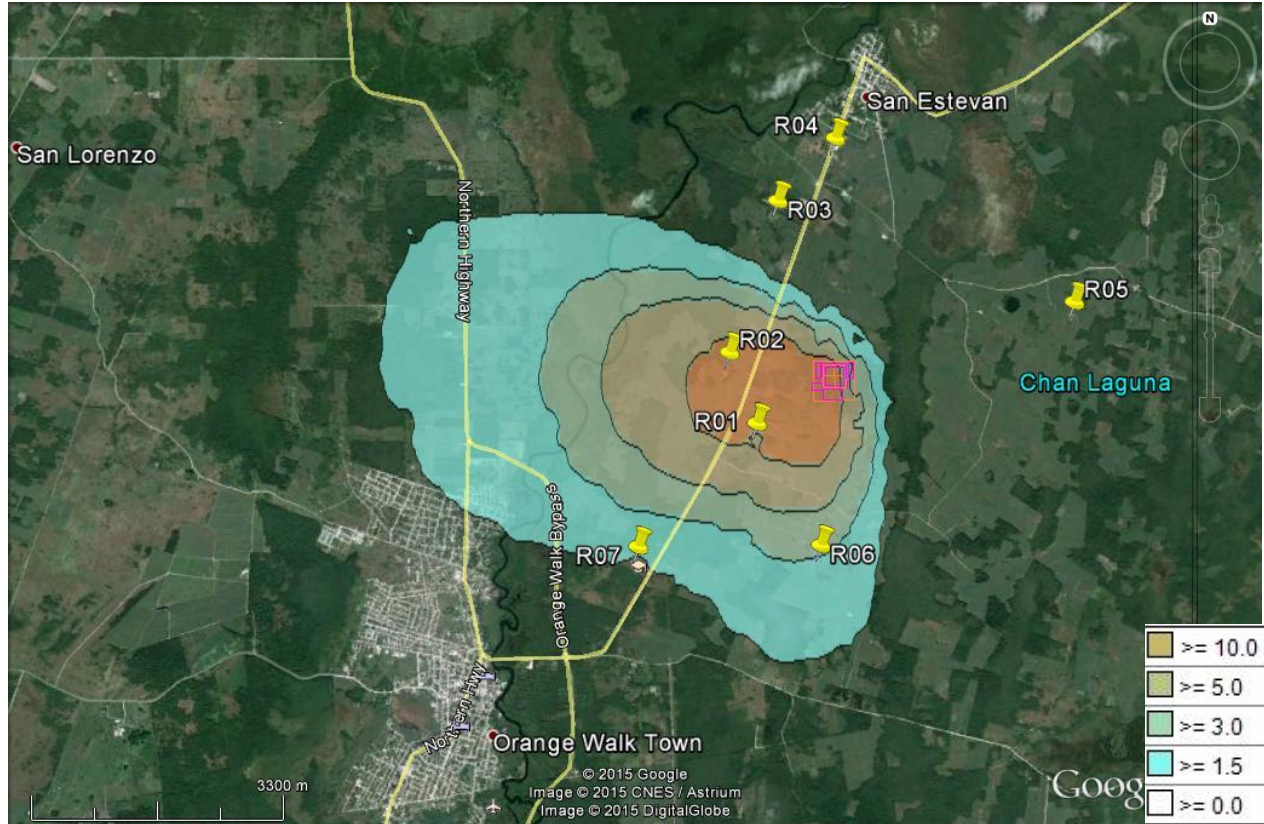 N
San Estevan
R04
San Lorenzo
R03
Northern Highway
R05
R02
Chan Laguna
R01
Orange Walk Bypass
R07
R06
>= 10.0
>= 5.0
>= 3.0
>= 1.5
>= 0.0
Northern Hwy
Orange Walk Town
3300 m
© 2015 Google
Image © 2015 CNES / Astrium
Image © 2015 DigitalGlobe
Goog